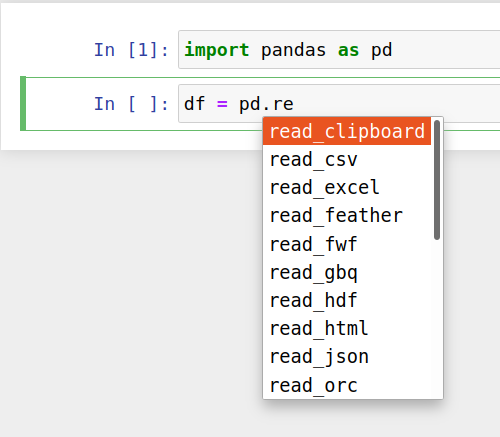 In [1]: import pandas as pd
In [ ]: df = pd.re
read_clipboard
read_csv
read_excel
read_feather
read_fwf
read_gbq
read_hdf
read_html
read_json
read_orc